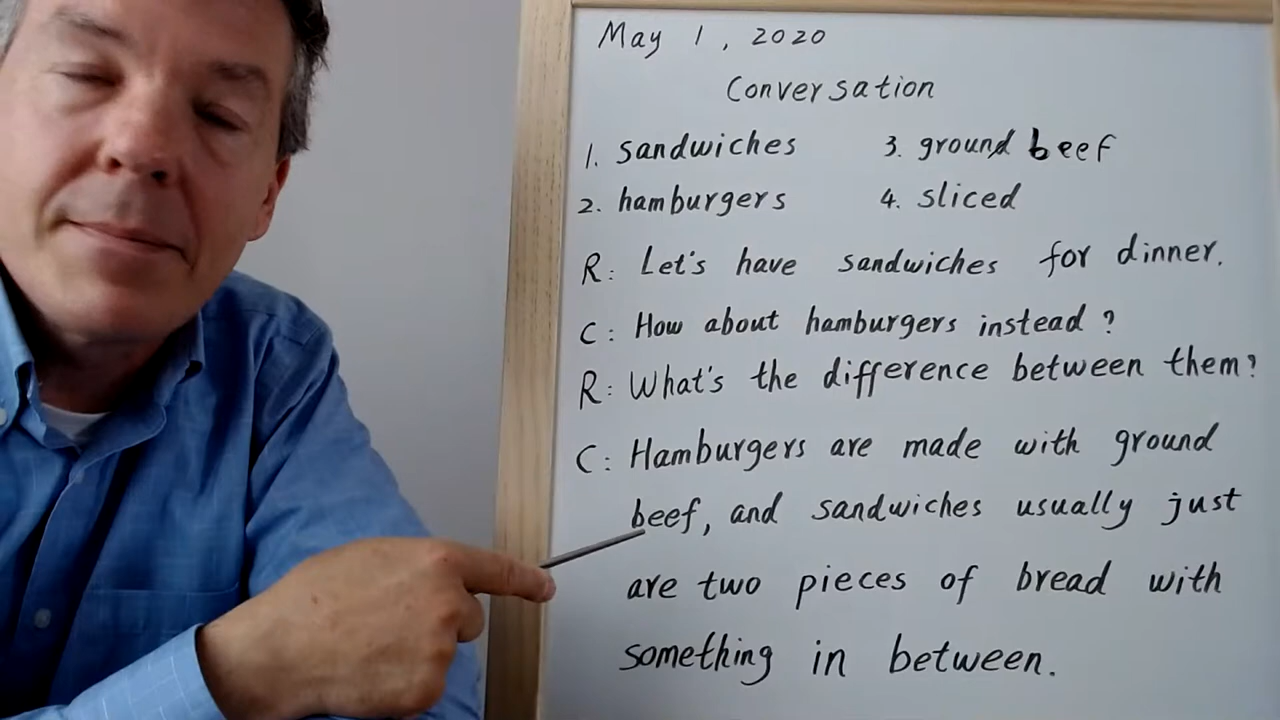 May 1, 2020
Conversation
1. sandwiches 3. ground beef
2. hamburgers 4. sliced
R: Let's have sandwiches for dinner.
C: How about hamburgers instead?
R: What's the difference between them?
C: Hamburgers are made with ground
beef, and sandwiches usually just
are two pieces of bread with
something in between.